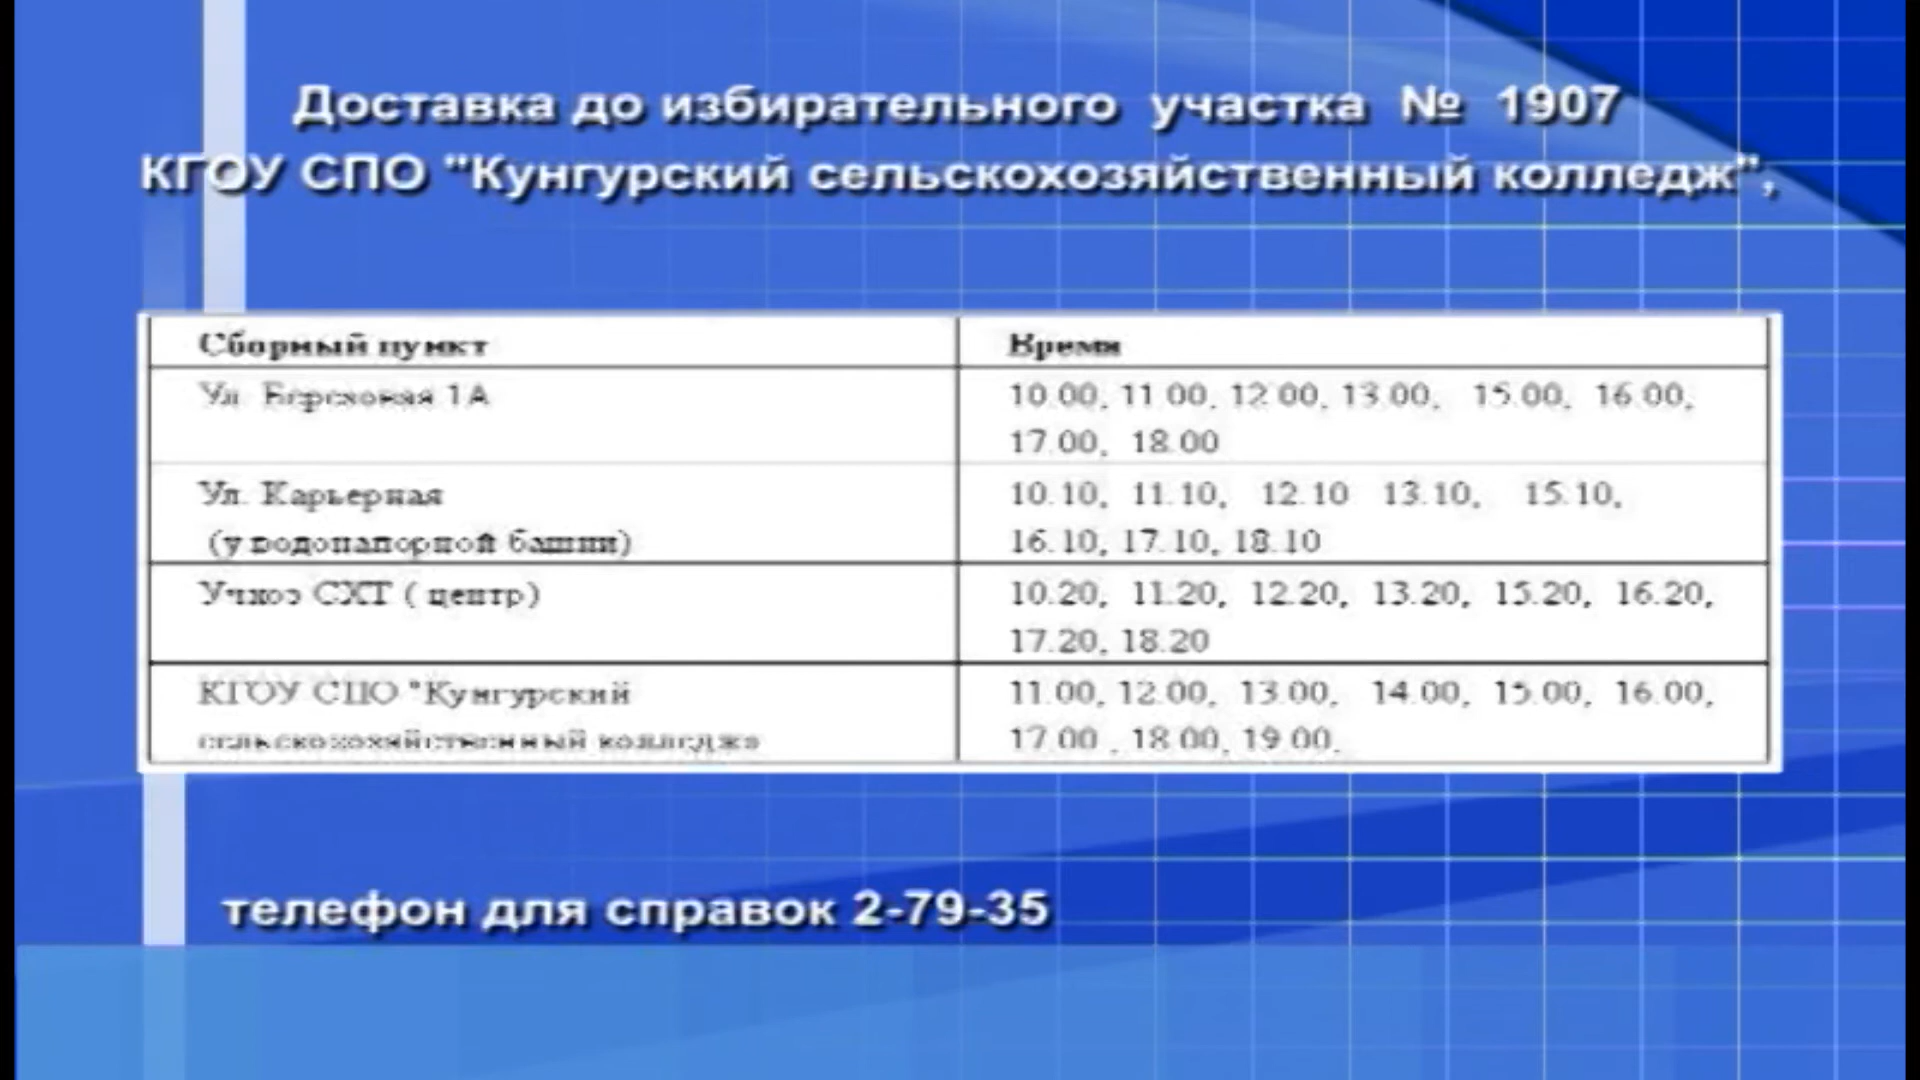 Доставка до избирательного участка № 1907
КГОУ СПО "Кунгурский сельскохозяйственный колледж",
Сборный пункт
Время
Ул. Березовая 1А
10.00, 11.00, 12.00, 13.00, 15.00, 16.00,
17.00, 18.00
Ул. Карьерная
(у водонапорной башни)
10.10, 11.10, 12.10 13.10, 15.10,
16.10, 17.10, 18.10
Учхоз СХТ ( центр)
10.20, 11.20, 12.20, 13.20, 15.20, 16.20,
17.20, 18.20
КГОУ СПО "Кунгурский
сельскохозяйственный колледж»
11.00, 12.00, 13.00, 14.00, 15.00, 16.00,
17.00 , 18.00, 19.00,
телефон для справок 2-79-35